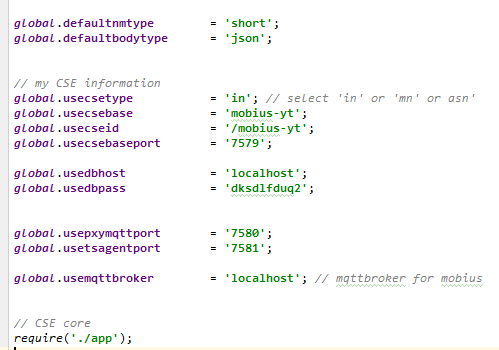 global.defaultnmtype = 'short';
global.defaultbodytype = 'json';
// my CSE information
global.usecsetype = 'in'; // select 'in' or 'mn' or asn'
global.usecsebase = 'mobius-yt';
global.usecseid = '/mobius-yt';
global.usecsebaseport = '7579';
global.usedbhost = 'localhost';
global.usedbpass = 'dksdlfduq2';
global.usepxymqttport = '7580';
global.usetsagentport = '7581';
global.usemqttbroker = 'localhost'; // mqttbroker for mobius
// CSE core
require('./app');